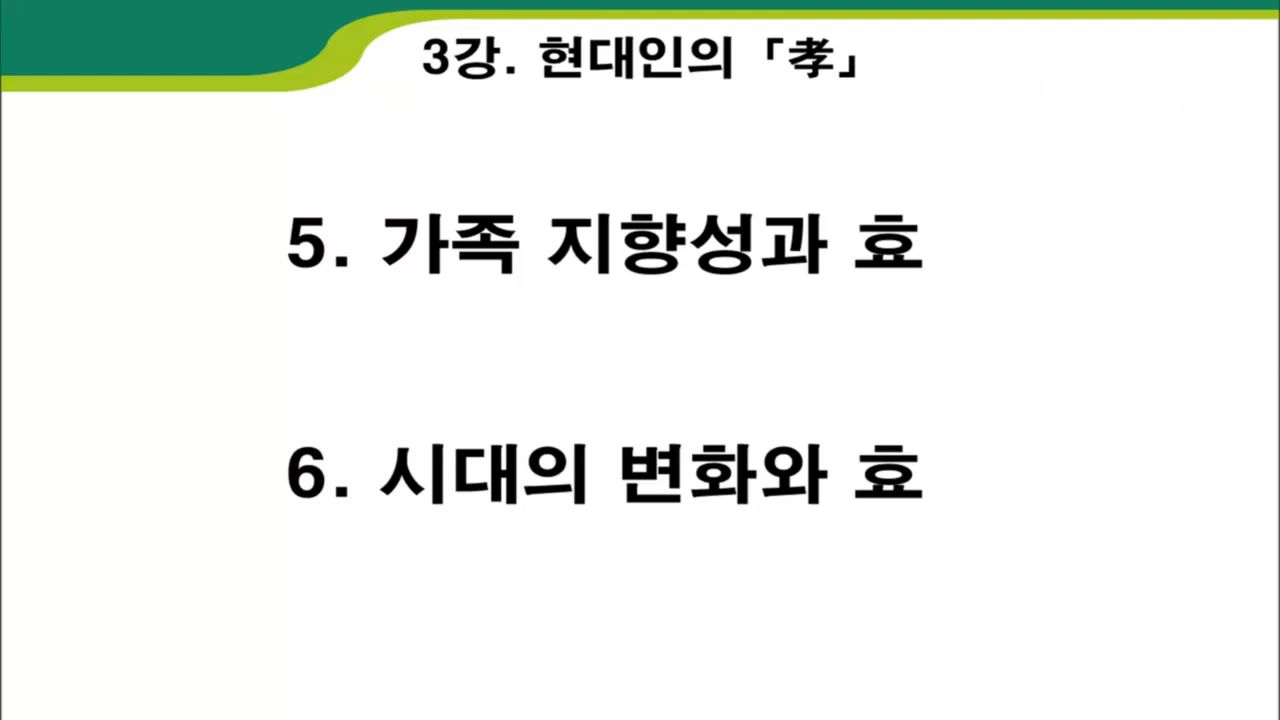 3강. 현대인의「孝」
5. 가족 지향성과 효
6. 시대의 변화와 효